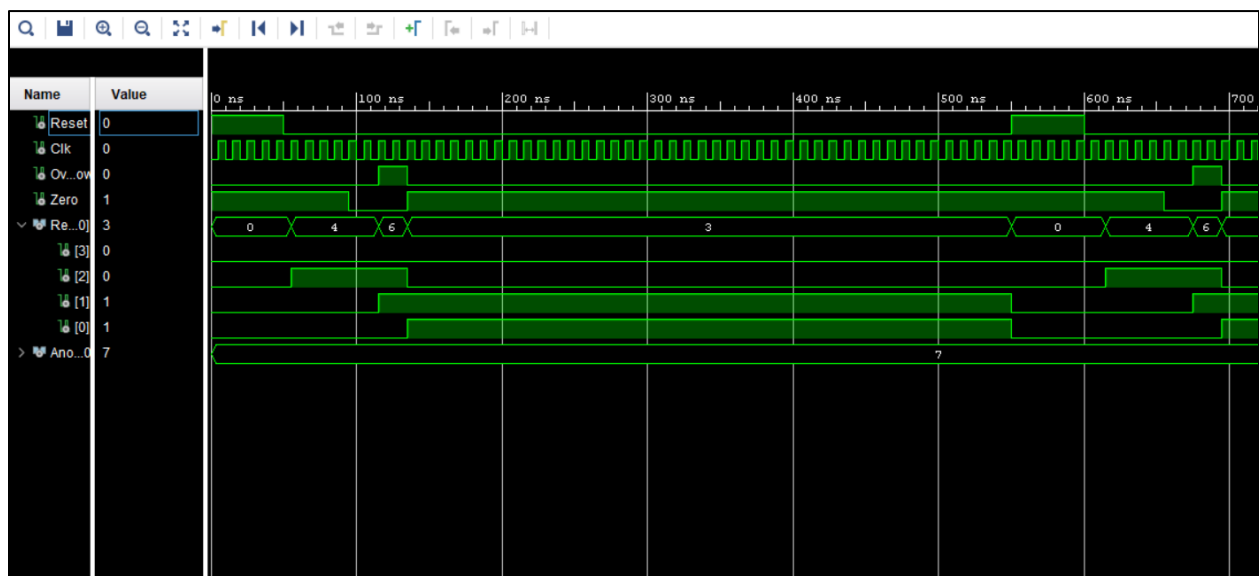 Name Value
0 ns 100 ns 200 ns 300 ns 400 ns 500 ns 600 ns 700
Reset 0
Clk 0
Ov...ow 0
Zero 1
Re...0] 3 0 4 6 3 0 4 6
[3] 0
[2] 0
[1] 1
[0] 1
Ano...0 7 7